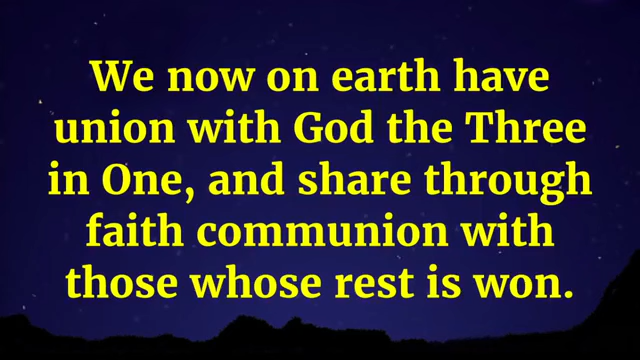 We now on earth have
union with God the Three
in One, and share through
faith communion with
those whose rest is won.